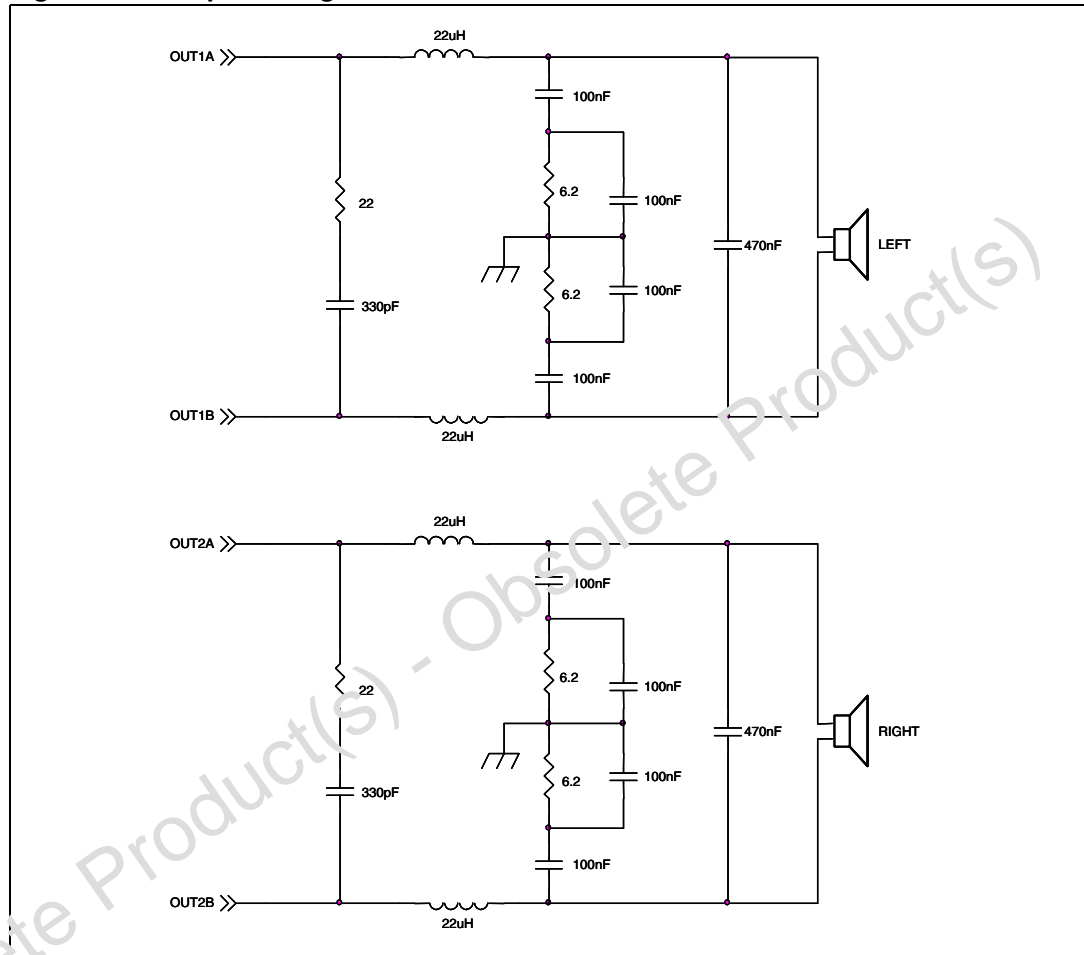 22uH
OUT1A
100nF
22
6.2
100nF
330pF
6.2
100nF
470nF
LEFT
100nF
OUT1B
22uH
22uH
OUT2A
100nF
22
6.2
100nF
330pF
6.2
100nF
470nF
RIGHT
100nF
OUT2B
22uH
Product(s) - Obsolete Product(s)